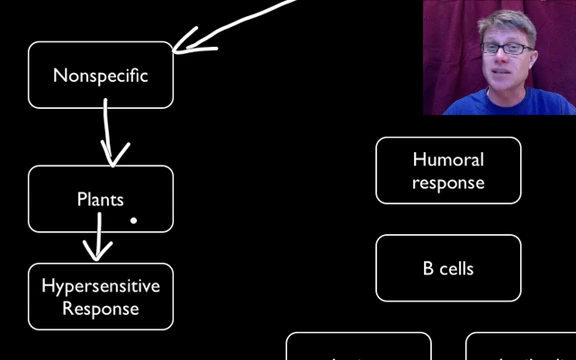 Nonspecific
Plants
Hypersensitive
Response
Humoral
response
B cells